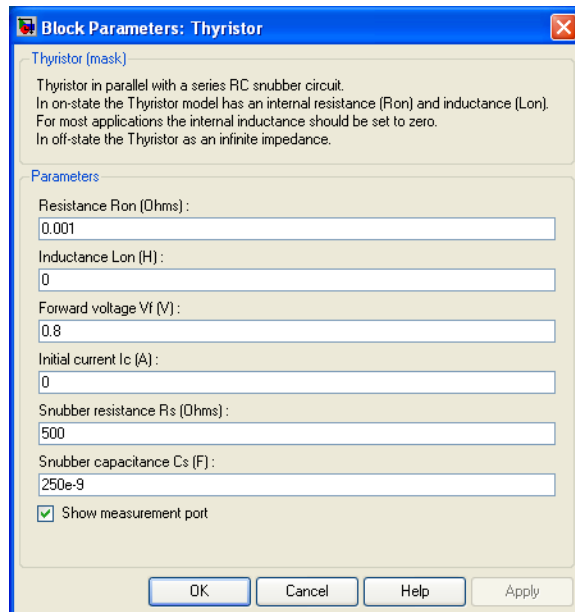 Block Parameters: Thyristor
Thyristor (mask)
Thyristor in parallel with a series RC snubber circuit.
In on-state the Thyristor model has an internal resistance (Ron) and inductance (Lon).
For most applications the internal inductance should be set to zero.
In off-state the Thyristor as an infinite impedance.
Parameters
Resistance Ron (Ohms) :
0.001
Inductance Lon (H) :
0
Forward voltage Vf (V) :
0.8
Initial current Ic (A) :
0
Snubber resistance Rs (Ohms) :
500
Snubber capacitance Cs (F) :
250e-9
Show measurement port
OK Cancel Help Apply